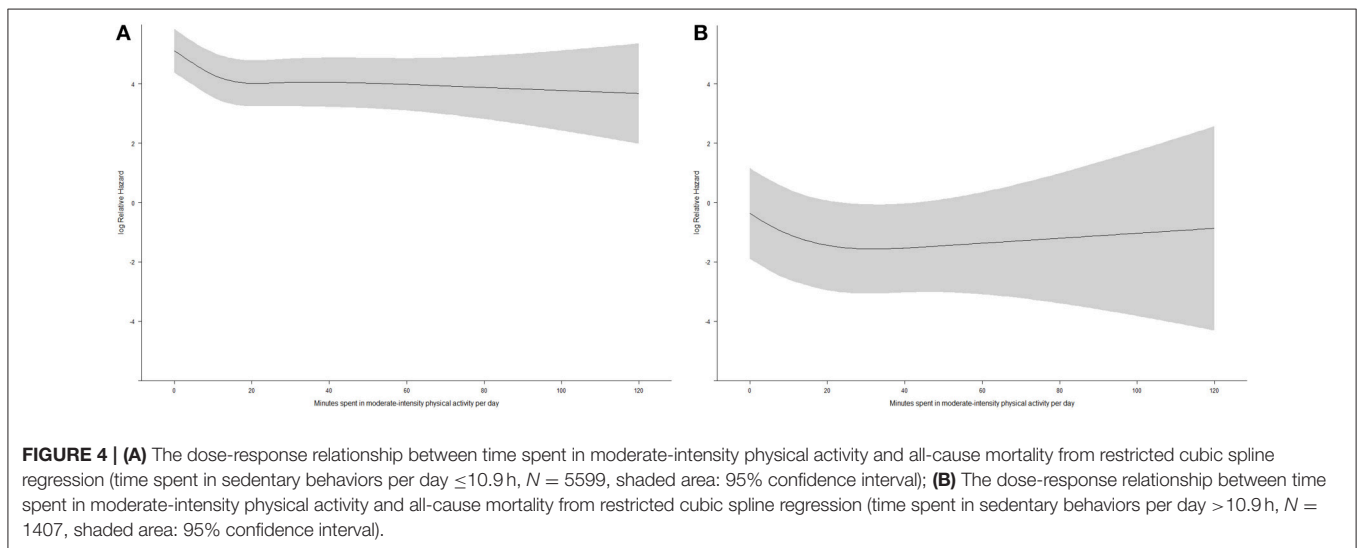 A
B
4
2
0
-2
-4
log Relative Hazard
0
20
40
60
80
100
120
Minutes spent in moderate-intensity physical activity per day
4
2
0
-2
-4
log Relative Hazard
0
20
40
60
80
100
120
Minutes spent in moderate-intensity physical activity per day
FIGURE 4 | (A) The dose-response relationship between time spent in moderate-intensity physical activity and all-cause mortality from restricted cubic spline
regression (time spent in sedentary behaviors per day ≤10.9 h, N = 5599, shaded area: 95% confidence interval); (B) The dose-response relationship between time
spent in moderate-intensity physical activity and all-cause mortality from restricted cubic spline regression (time spent in sedentary behaviors per day >10.9 h, N =
1407, shaded area: 95% confidence interval).